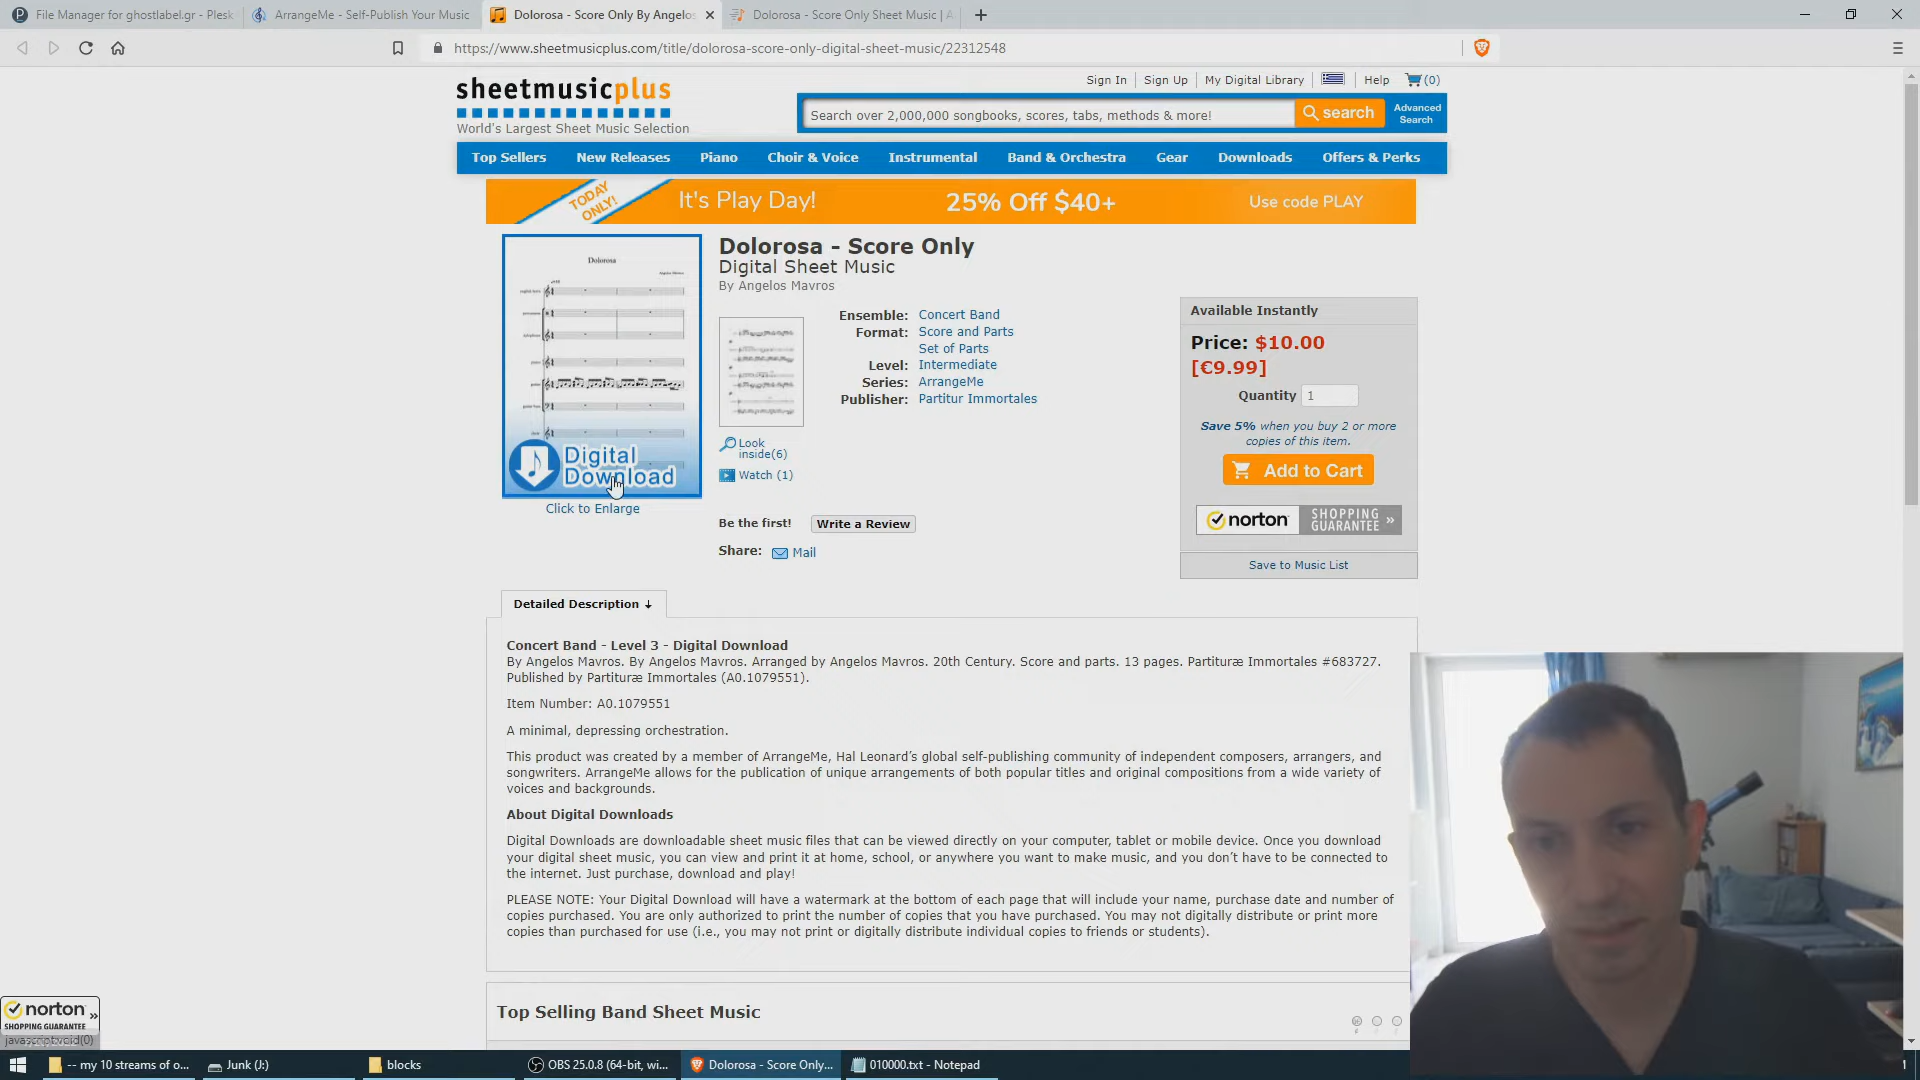 File Manager for ghostlabel.gr - Plesk
ArrangeMe - Self-Publish Your Music
Dolorosa - Score Only By Angelos
Dolorosa - Score Only Sheet Music | A
https://www.sheetmusicplus.com/title/dolorosa-score-only-digital-sheet-music/22312548
sheetmusicplus
World's Largest Sheet Music Selection
Sign In
Sign Up
My Digital Library
Help
(0)
Search over 2,000,000 songbooks, scores, tabs, methods & more!
search
Advanced
Search
Top Sellers
New Releases
Piano
Choir & Voice
Instrumental
Band & Orchestra
Gear
Downloads
Offers & Perks
TODAY
ONLY!
It's Play Day!
25% Off $40+
Use code PLAY
Dolorosa
Digital
Download
Click to Enlarge
Dolorosa - Score Only
Digital Sheet Music
By Angelos Mavros
Look
inside(6)
Watch (1)
Ensemble: Concert Band
Format: Score and Parts
Set of Parts
Level: Intermediate
Series: ArrangeMe
Publisher: Partitur Immortales
Be the first!
Write a Review
Share:
Mail
Available Instantly
Price: $10.00
[€9.99]
Quantity 1
Save 5% when you buy 2 or more
copies of this item.
Add to Cart
norton
SHOPPING
GUARANTEE »
Save to Music List
Detailed Description ↓
Concert Band - Level 3 - Digital Download
By Angelos Mavros. By Angelos Mavros. Arranged by Angelos Mavros. 20th Century. Score and parts. 13 pages. Partituræ Immortales #683727.
Published by Partituræ Immortales (A0.1079551).
Item Number: A0.1079551
A minimal, depressing orchestration.
This product was created by a member of ArrangeMe, Hal Leonard's global self-publishing community of independent composers, arrangers, and
songwriters. ArrangeMe allows for the publication of unique arrangements of both popular titles and original compositions from a wide variety of
voices and backgrounds.
About Digital Downloads
Digital Downloads are downloadable sheet music files that can be viewed directly on your computer, tablet or mobile device. Once you download
your digital sheet music, you can view and print it at home, school, or anywhere you want to make music, and you don't have to be connected to
the internet. Just purchase, download and play!
PLEASE NOTE: Your Digital Download will have a watermark at the bottom of each page that will include your name, purchase date and number of
copies purchased. You are only authorized to print the number of copies that you have purchased. You may not digitally distribute or print more
copies than purchased for use (i.e., you may not print or digitally distribute individual copies to friends or students).
Top Selling Band Sheet Music
norton »
SHOPPING GUARANTEE
javascript:void(0)
-- my 10 streams of o...
Junk (J:)
blocks
OBS 25.0.8 (64-bit, wi...
Dolorosa - Score Only...
010000.txt - Notepad
1